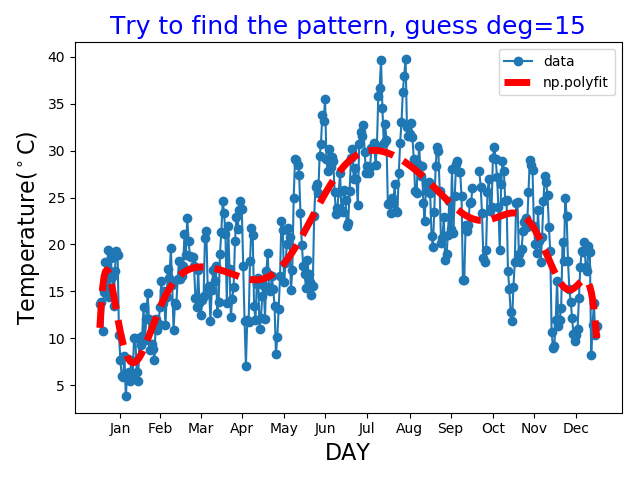 Try to find the pattern, guess deg=15
data
np.polyfit
Temperature(°C)
40
35
30
25
20
15
10
5
Jan Feb Mar Apr May Jun Jul Aug Sep Oct Nov Dec
DAY